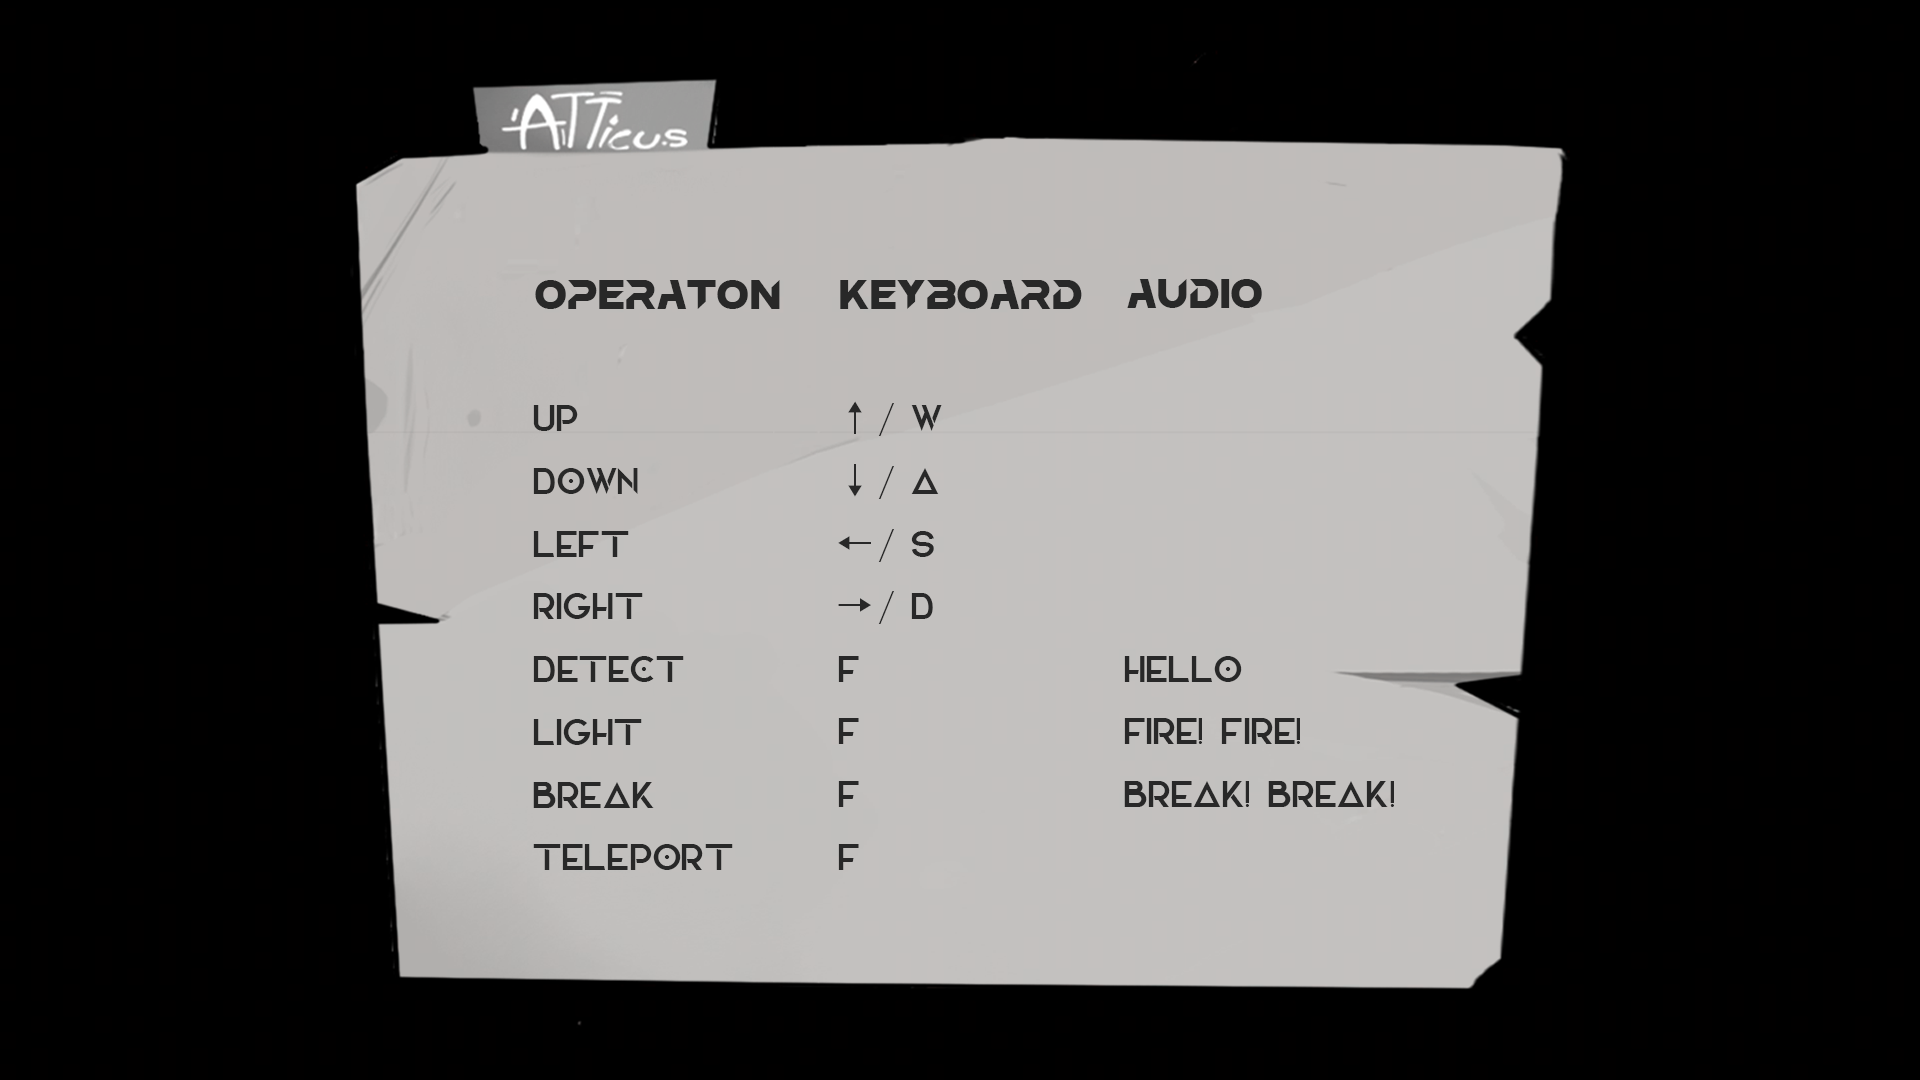 ATTicus
OPERATON KEYBOARD AUDIO
UP ↑ / W
DOWN ↓ / A
LEFT ← / S
RIGHT → / D
DETECT F HELLO
LIGHT F FIRE! FIRE!
BREAK F BREAK! BREAK!
TELEPORT F